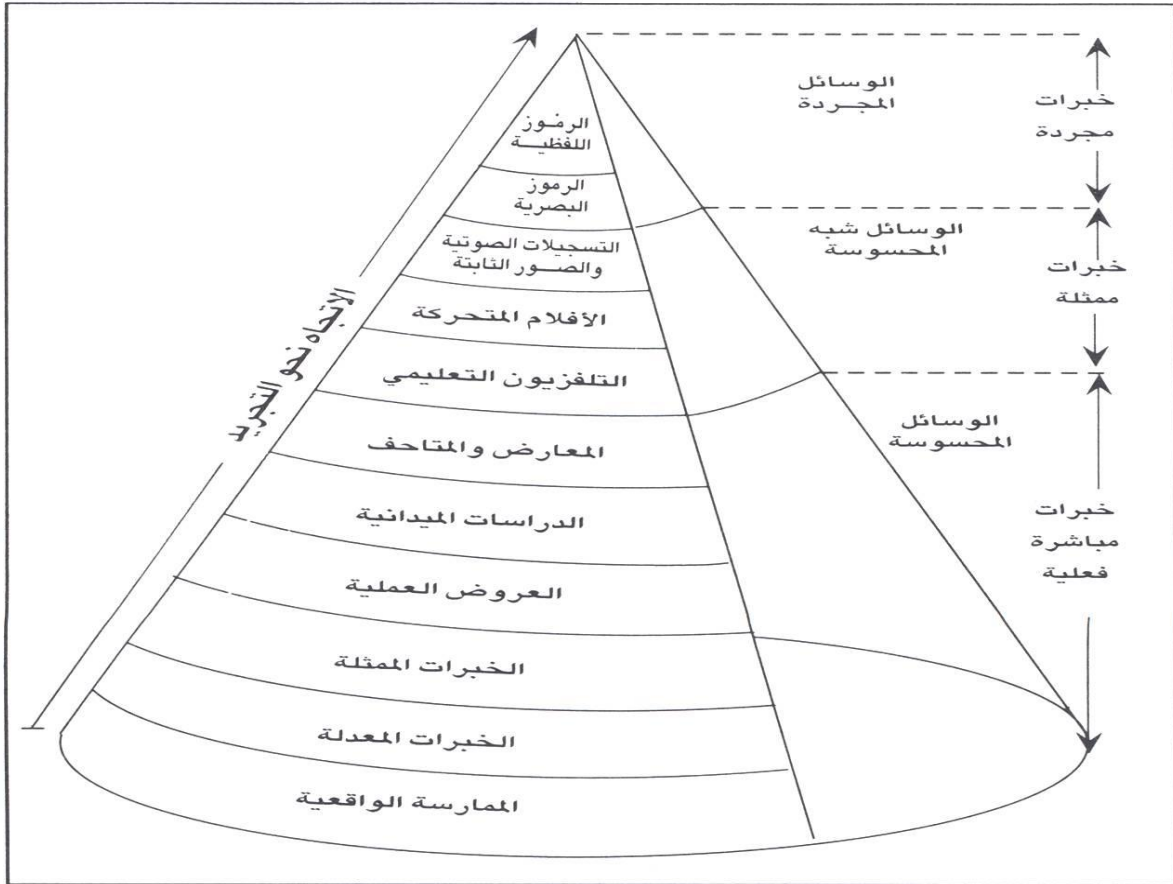 الوسائل
المجردة
خبرات
مجردة
الرموز
اللفظية
الرموز
البصرية
الوسائل شبه
المحسوسة
خبرات
ممثلة
التسجيلات الصوتية
والصور الثابتة
الأفلام المتحركة
التلفزيون التعليمي
الاتجاه نحو التجريد
الوسائل
المحسوسة
المعارض والمتاحف
الدراسات الميدانية
خبرات
مباشرة
فعلية
العروض العملية
الخبرات الممثلة
الخبرات المعدلة
الممارسة الواقعية